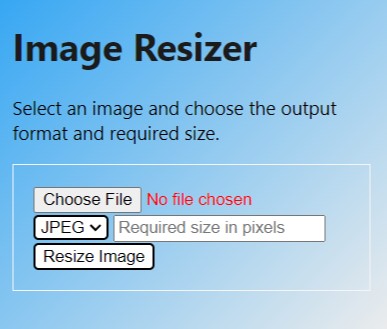 Image Resizer
Select an image and choose the output
format and required size.
Choose File No file chosen
JPEG Required size in pixels
Resize Image